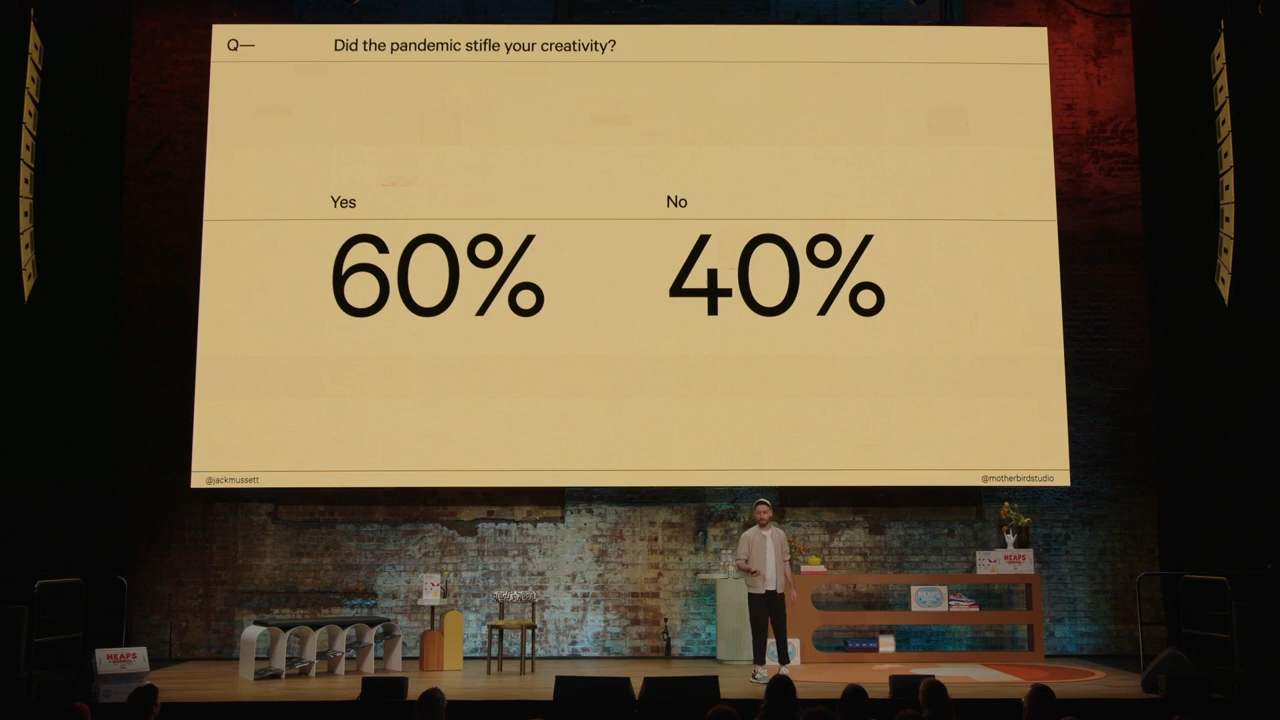 Q— Did the pandemic stifle your creativity?
Yes No
60% 40%
@jackmussett @motherbirdstudio
HEAPS
HEAPS